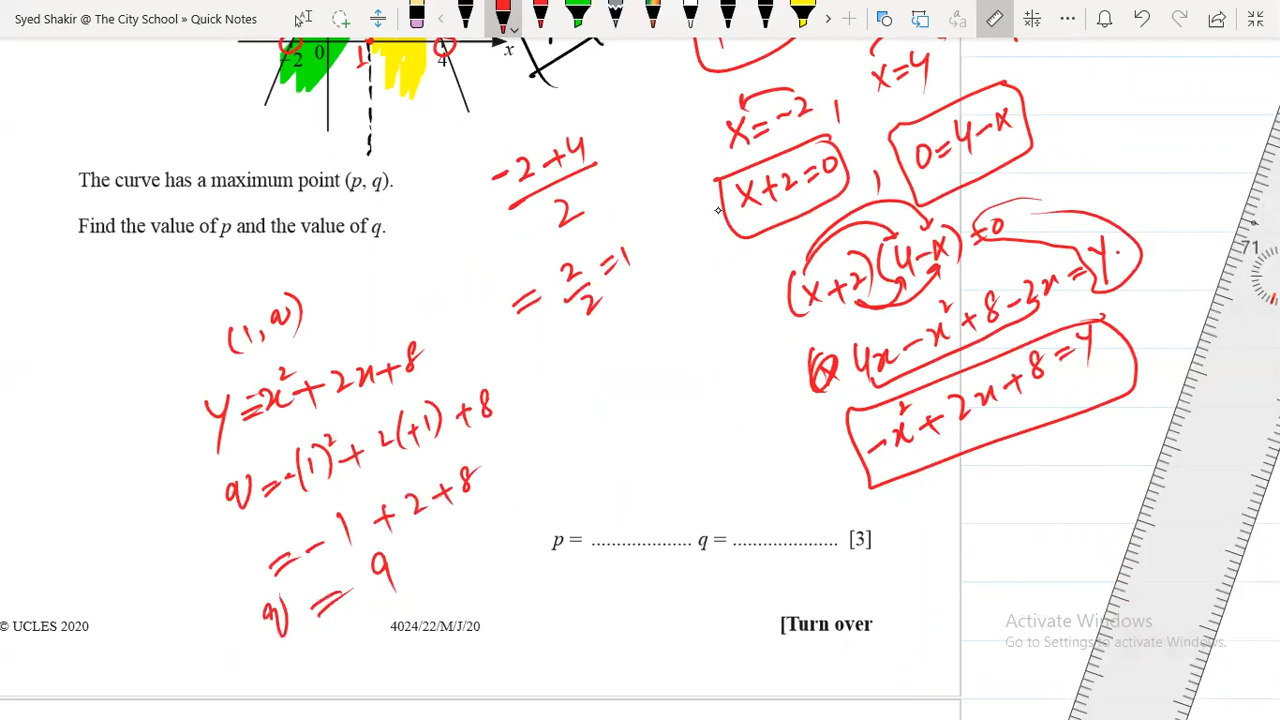 Syed Shakir @ The City School » Quick Notes
-2 0 1 4 x
x=4
x=-2 ,
-2+4
2
x+2=0 , 0=4-x
The curve has a maximum point (p, q).
Find the value of p and the value of q.
= 2/2 =1
(x+2)(4-x)=0
4x-x²+8-2x=y
-x²+2x+8=y
(1,q)
y=x²+2x+8
q=-(1)²+2(+1)+8
=-1+2+8
q=9
p = .................... q = ..................... [3]
© UCLES 2020 4024/22/M/J/20 [Turn over
71
Activate Windows
Go to Settings to activate Windows.